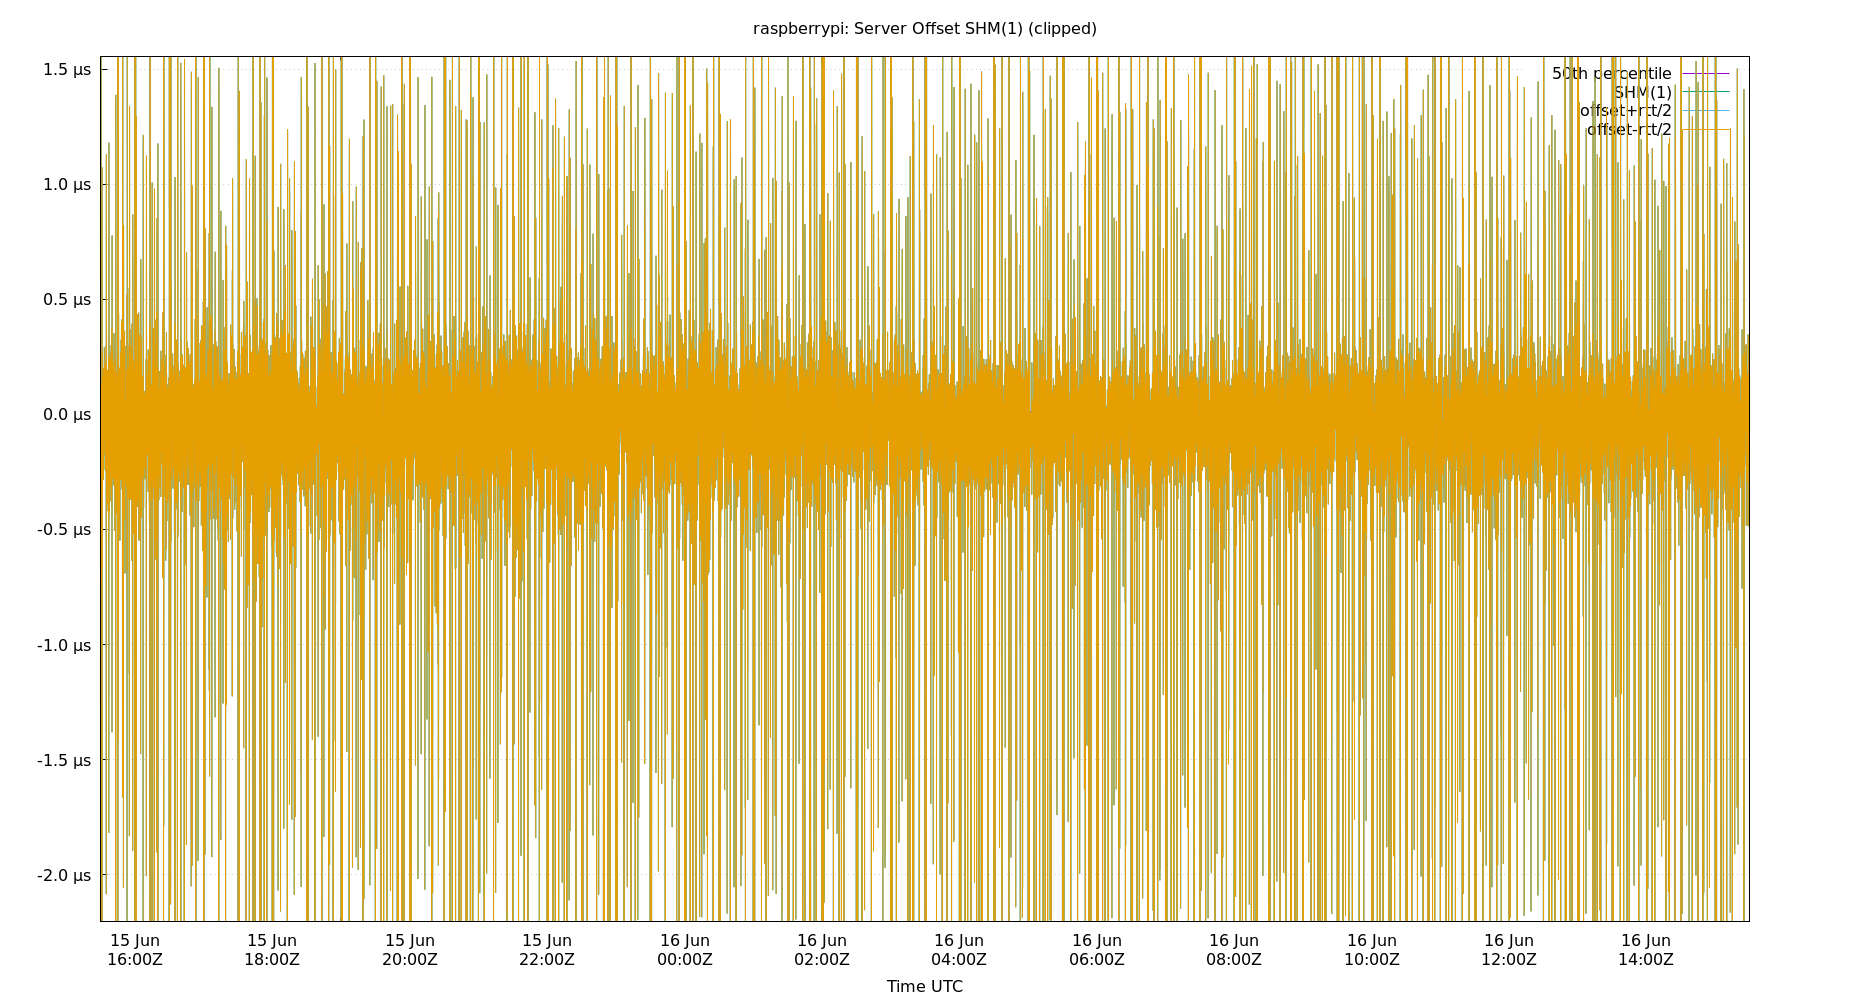 raspberrypi: Server Offset SHM(1) (clipped)
1.5 µs
1.0 µs
0.5 µs
0.0 µs
-0.5 µs
-1.0 µs
-1.5 µs
-2.0 µs
50th percentile
SHM(1)
offset+rtt/2
offset-rtt/2
15 Jun 15 Jun 15 Jun 15 Jun 16 Jun 16 Jun 16 Jun 16 Jun 16 Jun 16 Jun 16 Jun 16 Jun
16:00Z 18:00Z 20:00Z 22:00Z 00:00Z 02:00Z 04:00Z 06:00Z 08:00Z 10:00Z 12:00Z 14:00Z
Time UTC